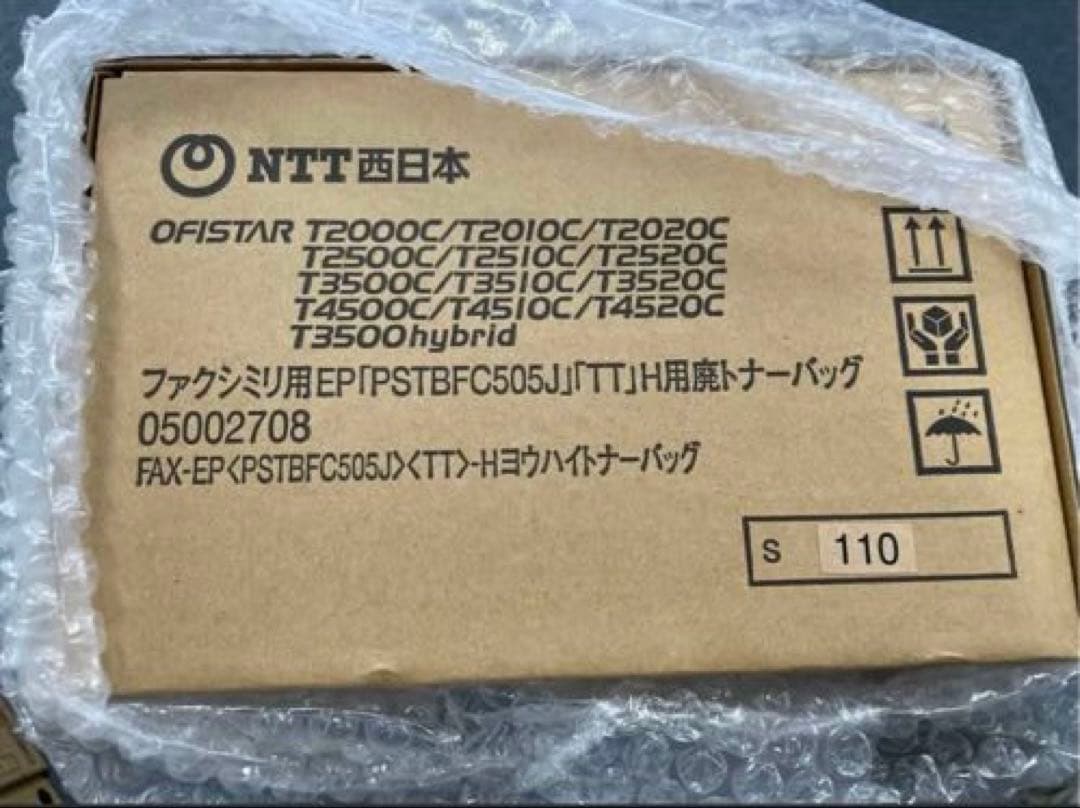 NTT西日本
OFISTAR T2000C/T2010C/T2020C
T2500C/T2510C/T2520C
T3500C/T3510C/T3520C
T4500C/T4510C/T4520C
T3500hybrid
ファクシミリ用EP「PSTBFC505J」「TT」H用廃トナーバッグ
05002708
FAX-EP<PSTBFC505J><TT>-Hヨウハイトナーバッグ
S 110